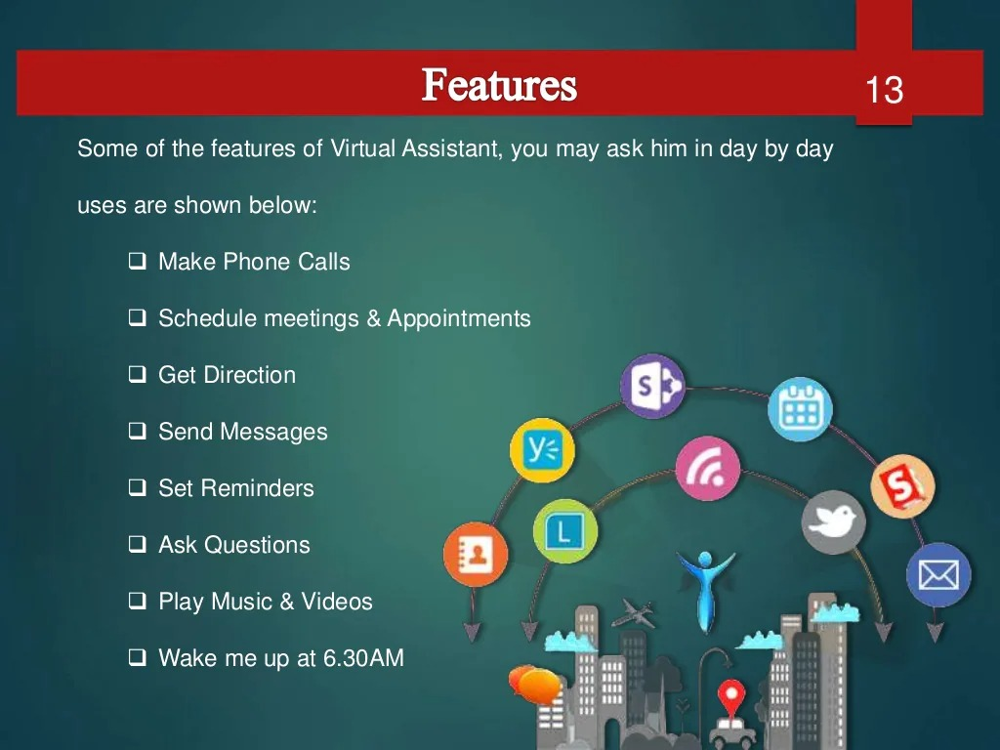 Features
13
Some of the features of Virtual Assistant, you may ask him in day by day
uses are shown below:
❑ Make Phone Calls
❑ Schedule meetings & Appointments
❑ Get Direction
❑ Send Messages
❑ Set Reminders
❑ Ask Questions
❑ Play Music & Videos
❑ Wake me up at 6.30AM
S
y
S
L